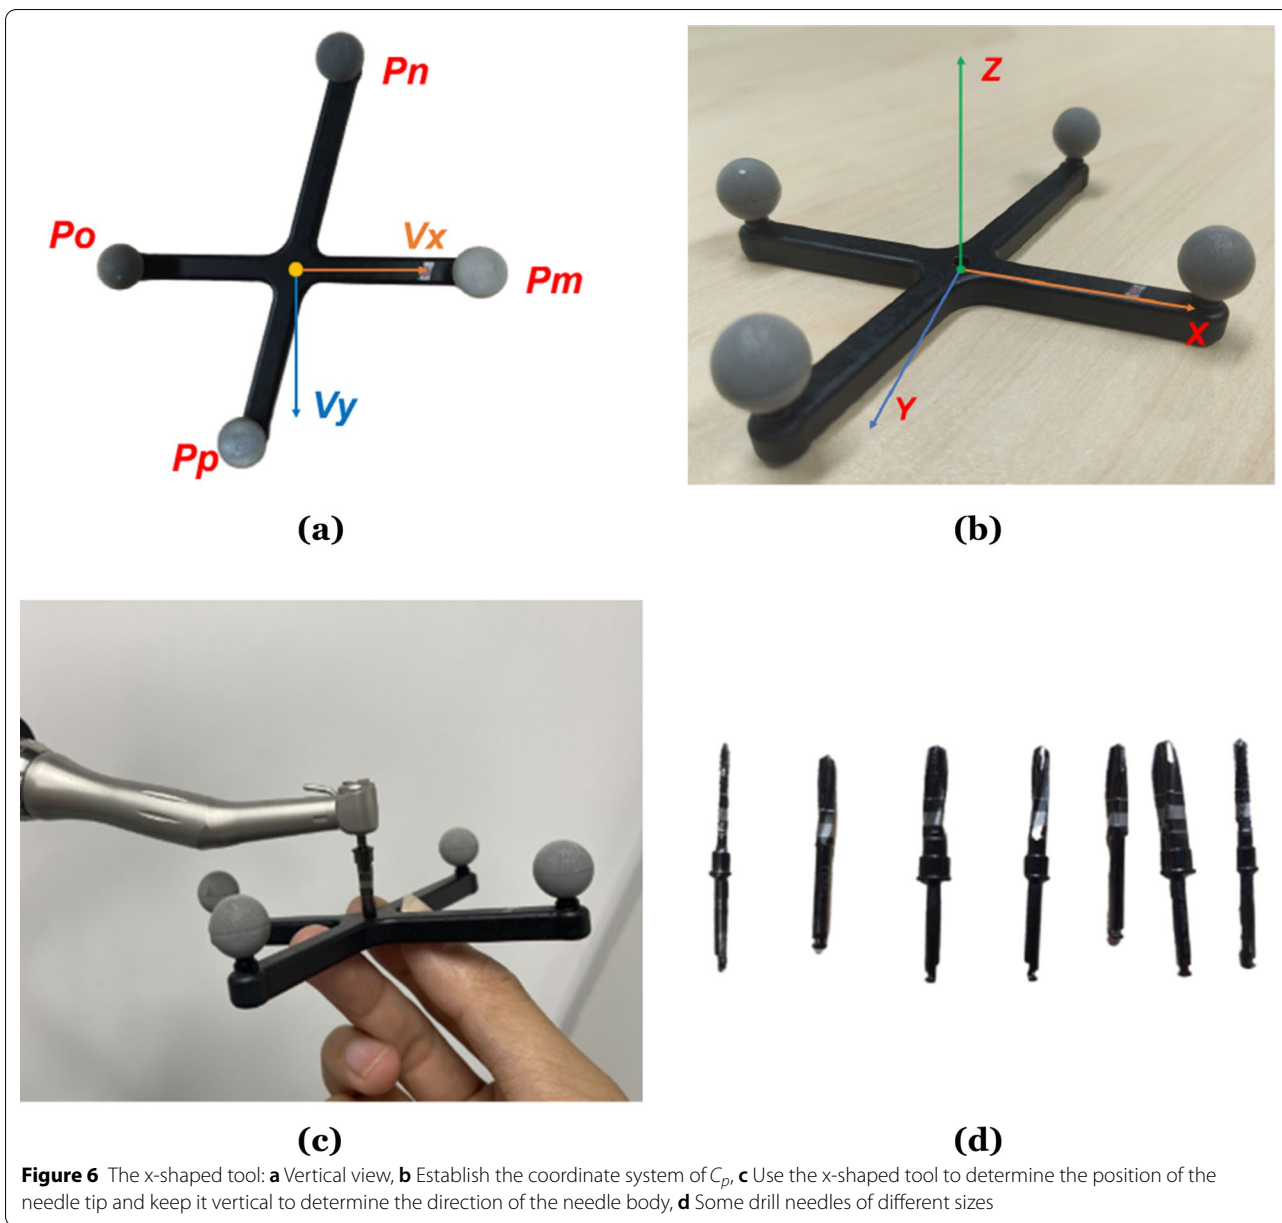 Pn
Po
Vx
Pm
Vy
Pp
(a)
Z
X
Y
(b)
(c)
(d)
Figure 6 The x-shaped tool: a Vertical view, b Establish the coordinate system of Cp, c Use the x-shaped tool to determine the position of the
needle tip and keep it vertical to determine the direction of the needle body, d Some drill needles of different sizes